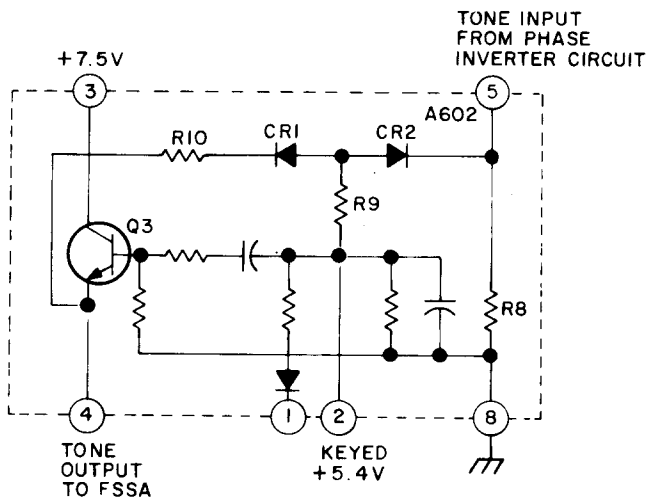 TONE INPUT
FROM PHASE
INVERTER CIRCUIT
+7.5V
3
5
A602
R10
CR1
CR2
R9
Q3
R8
4
1
2
8
TONE
OUTPUT
TO FSSA
KEYED
+5.4V